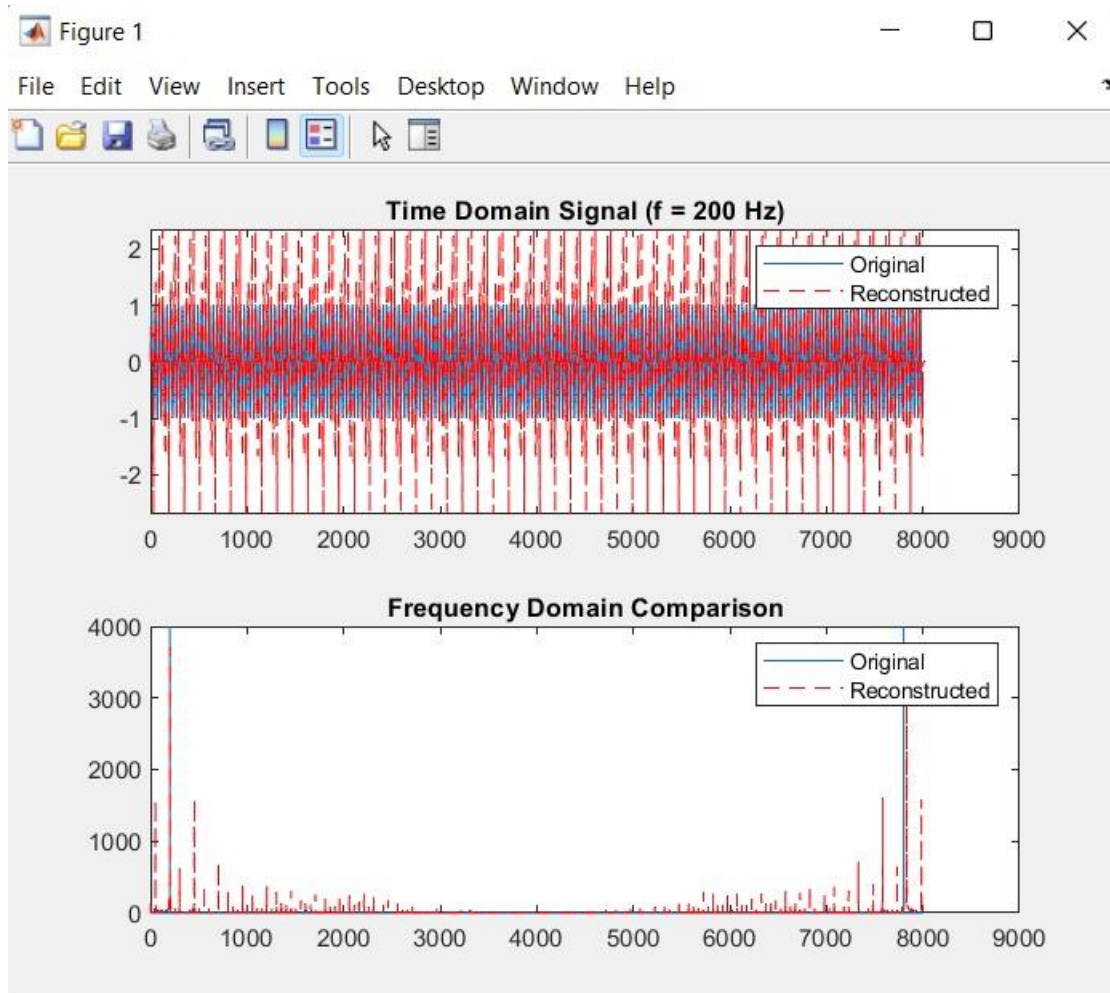 Figure 1
File Edit View Insert Tools Desktop Window Help
Time Domain Signal (f = 200 Hz)
2
1
0
-1
-2
Original
Reconstructed
0 1000 2000 3000 4000 5000 6000 7000 8000 9000
Frequency Domain Comparison
4000
3000
2000
1000
0
Original
Reconstructed
0 1000 2000 3000 4000 5000 6000 7000 8000 9000